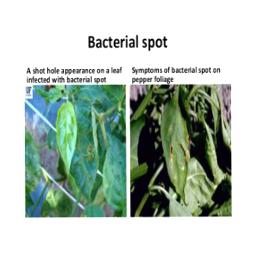 Bacterial spot
A shot hole appearance on a leaf
infected with bacterial spot
Symptoms of bacterial spot on
pepper foliage